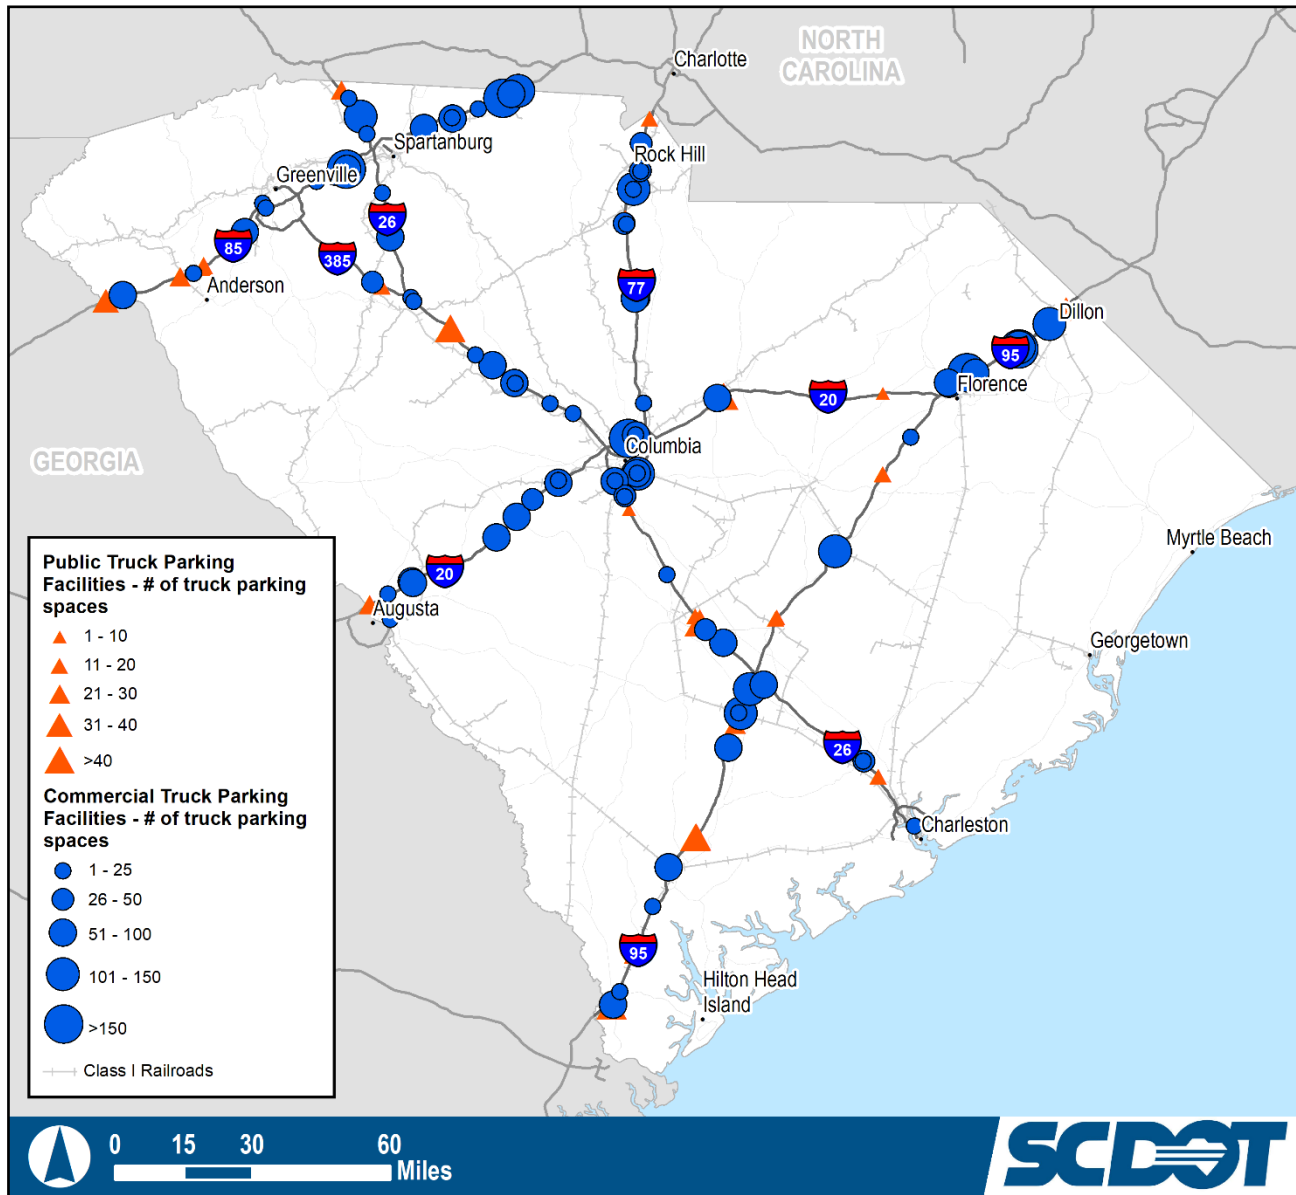 NORTH
CAROLINA
Charlotte
Spartanburg
Rock Hill
Greenville
26
85
385
77
Anderson
Dillon
95
Florence
20
GEORGIA
Columbia
Myrtle Beach
20
Augusta
Georgetown
26
Charleston
95
Hilton Head
Island
Public Truck Parking
Facilities - # of truck parking
spaces
1 - 10
11 - 20
21 - 30
31 - 40
>40
Commercial Truck Parking
Facilities - # of truck parking
spaces
1 - 25
26 - 50
51 - 100
101 - 150
>150
Class I Railroads
0 15 30 60
Miles
SCDOT